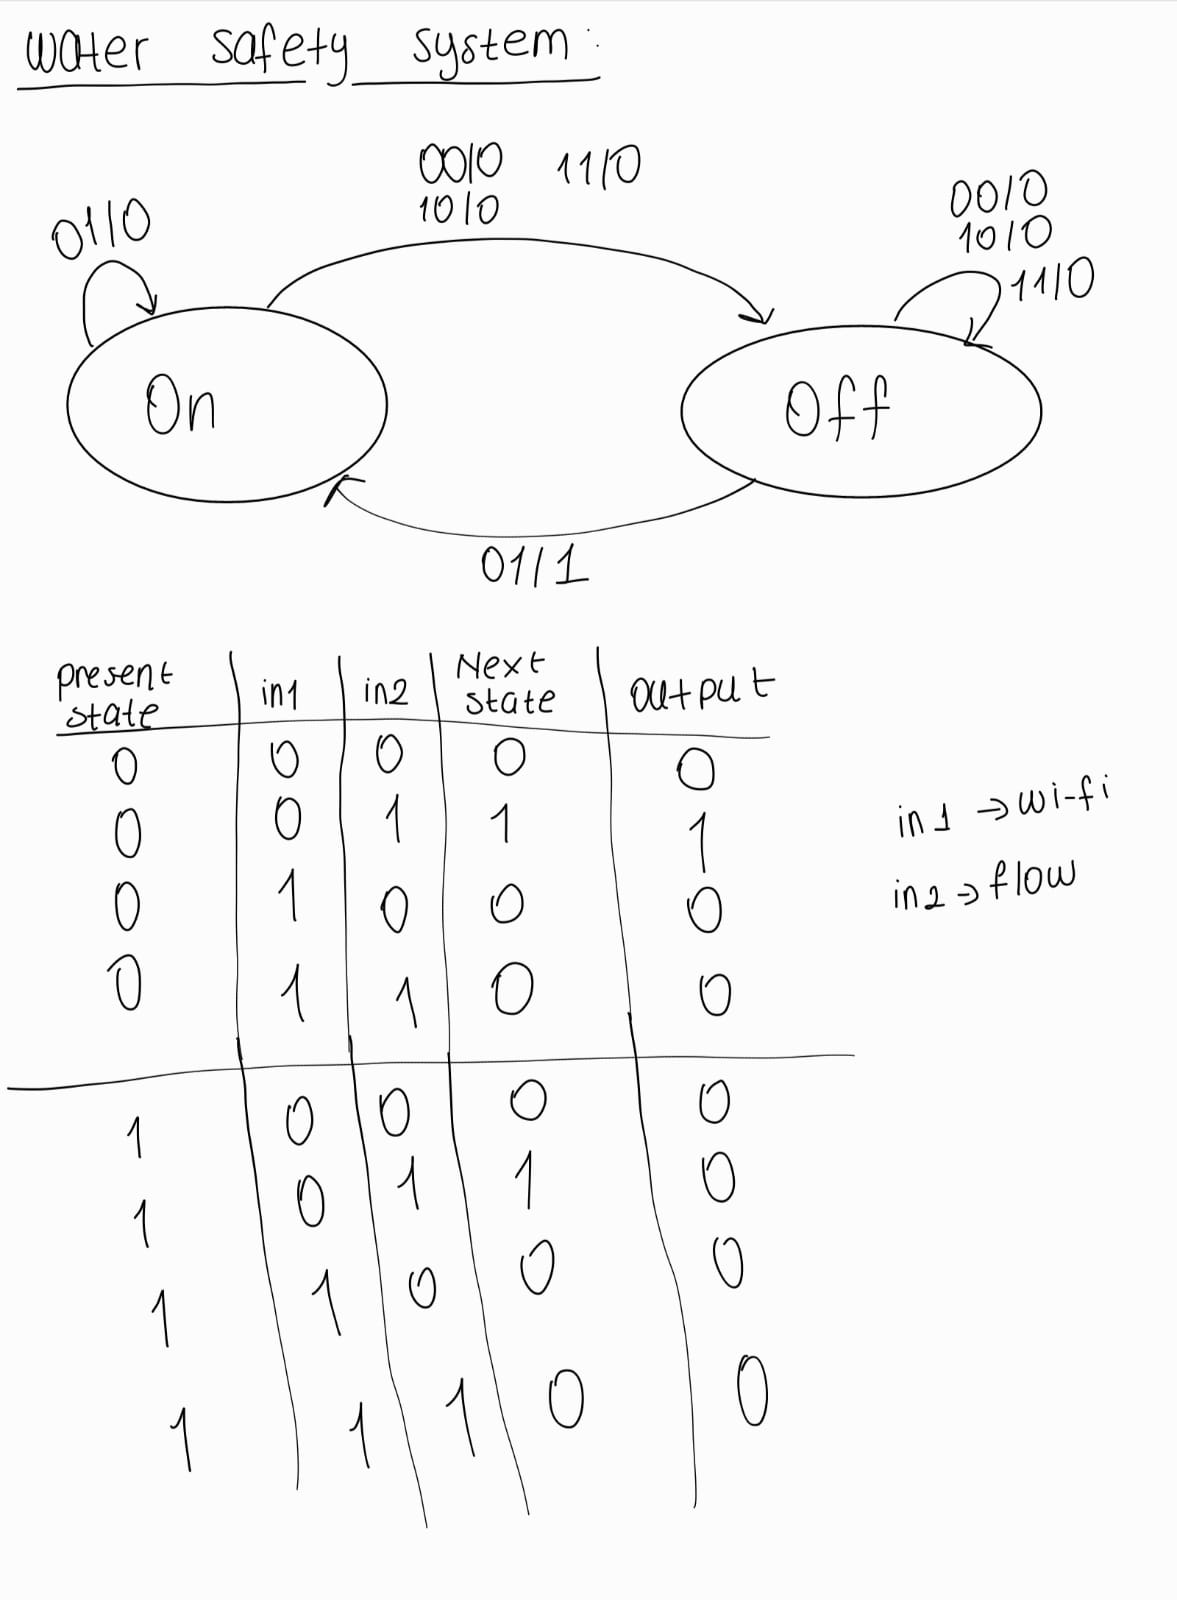 water safety system :
00/0 11/0
10/0
01/0
00/0
10/0
11/0
On
Off
01/1
present state | in1 | in2 | Next state | output
0 0 0 0 0
0 0 1 1 1
0 1 0 0 0
0 1 1 0 0
1 0 0 0 0
1 0 1 1 0
1 1 0 0 0
1 1 1 0 0
in1 → wi-fi
in2 → flow